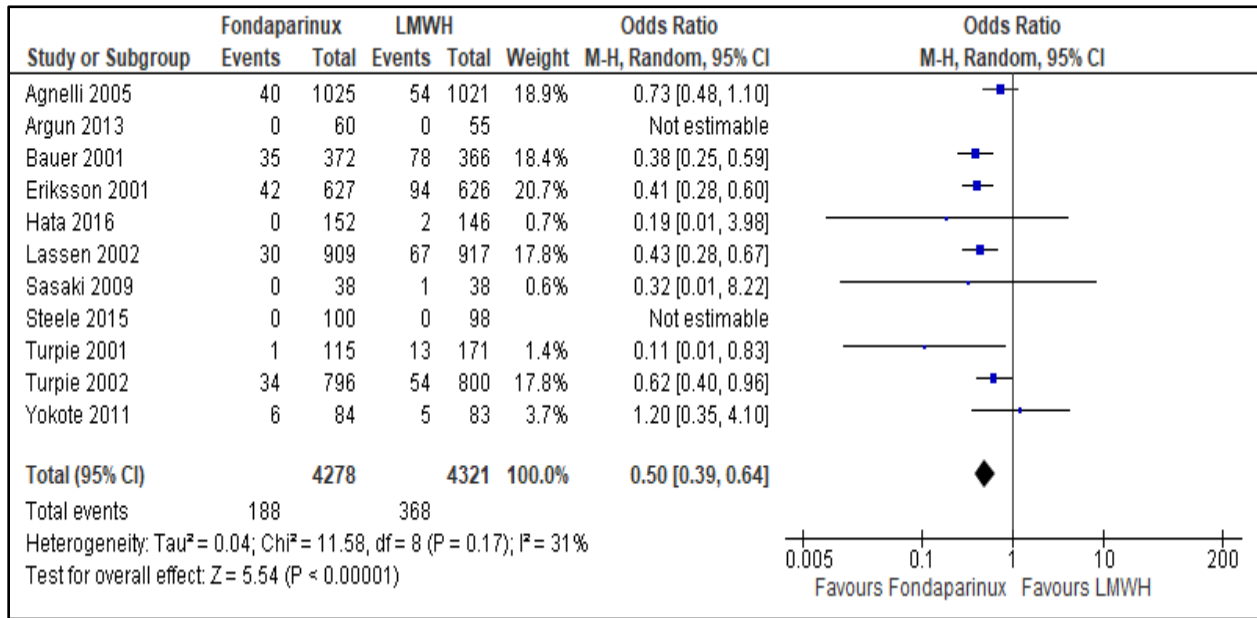 Fondaparinux LMWH Odds Ratio Odds Ratio
Study or Subgroup Events Total Events Total Weight M-H, Random, 95% CI M-H, Random, 95% CI
Agnelli 2005 40 1025 54 1021 18.9% 0.73 [0.48, 1.10]
Argun 2013 0 60 0 55 Not estimable
Bauer 2001 35 372 78 366 18.4% 0.38 [0.25, 0.59]
Eriksson 2001 42 627 94 626 20.7% 0.41 [0.28, 0.60]
Hata 2016 0 152 2 146 0.7% 0.19 [0.01, 3.98]
Lassen 2002 30 909 67 917 17.8% 0.43 [0.28, 0.67]
Sasaki 2009 0 38 1 38 0.6% 0.32 [0.01, 8.22]
Steele 2015 0 100 0 98 Not estimable
Turpie 2001 1 115 13 171 1.4% 0.11 [0.01, 0.83]
Turpie 2002 34 796 54 800 17.8% 0.62 [0.40, 0.96]
Yokote 2011 6 84 5 83 3.7% 1.20 [0.35, 4.10]
Total (95% CI) 4278 4321 100.0% 0.50 [0.39, 0.64]
Total events 188 368
Heterogeneity: Tau² = 0.04; Chi² = 11.58, df = 8 (P = 0.17); I² = 31%
Test for overall effect: Z = 5.54 (P < 0.00001)
0.005 0.1 1 10 200
Favours Fondaparinux Favours LMWH